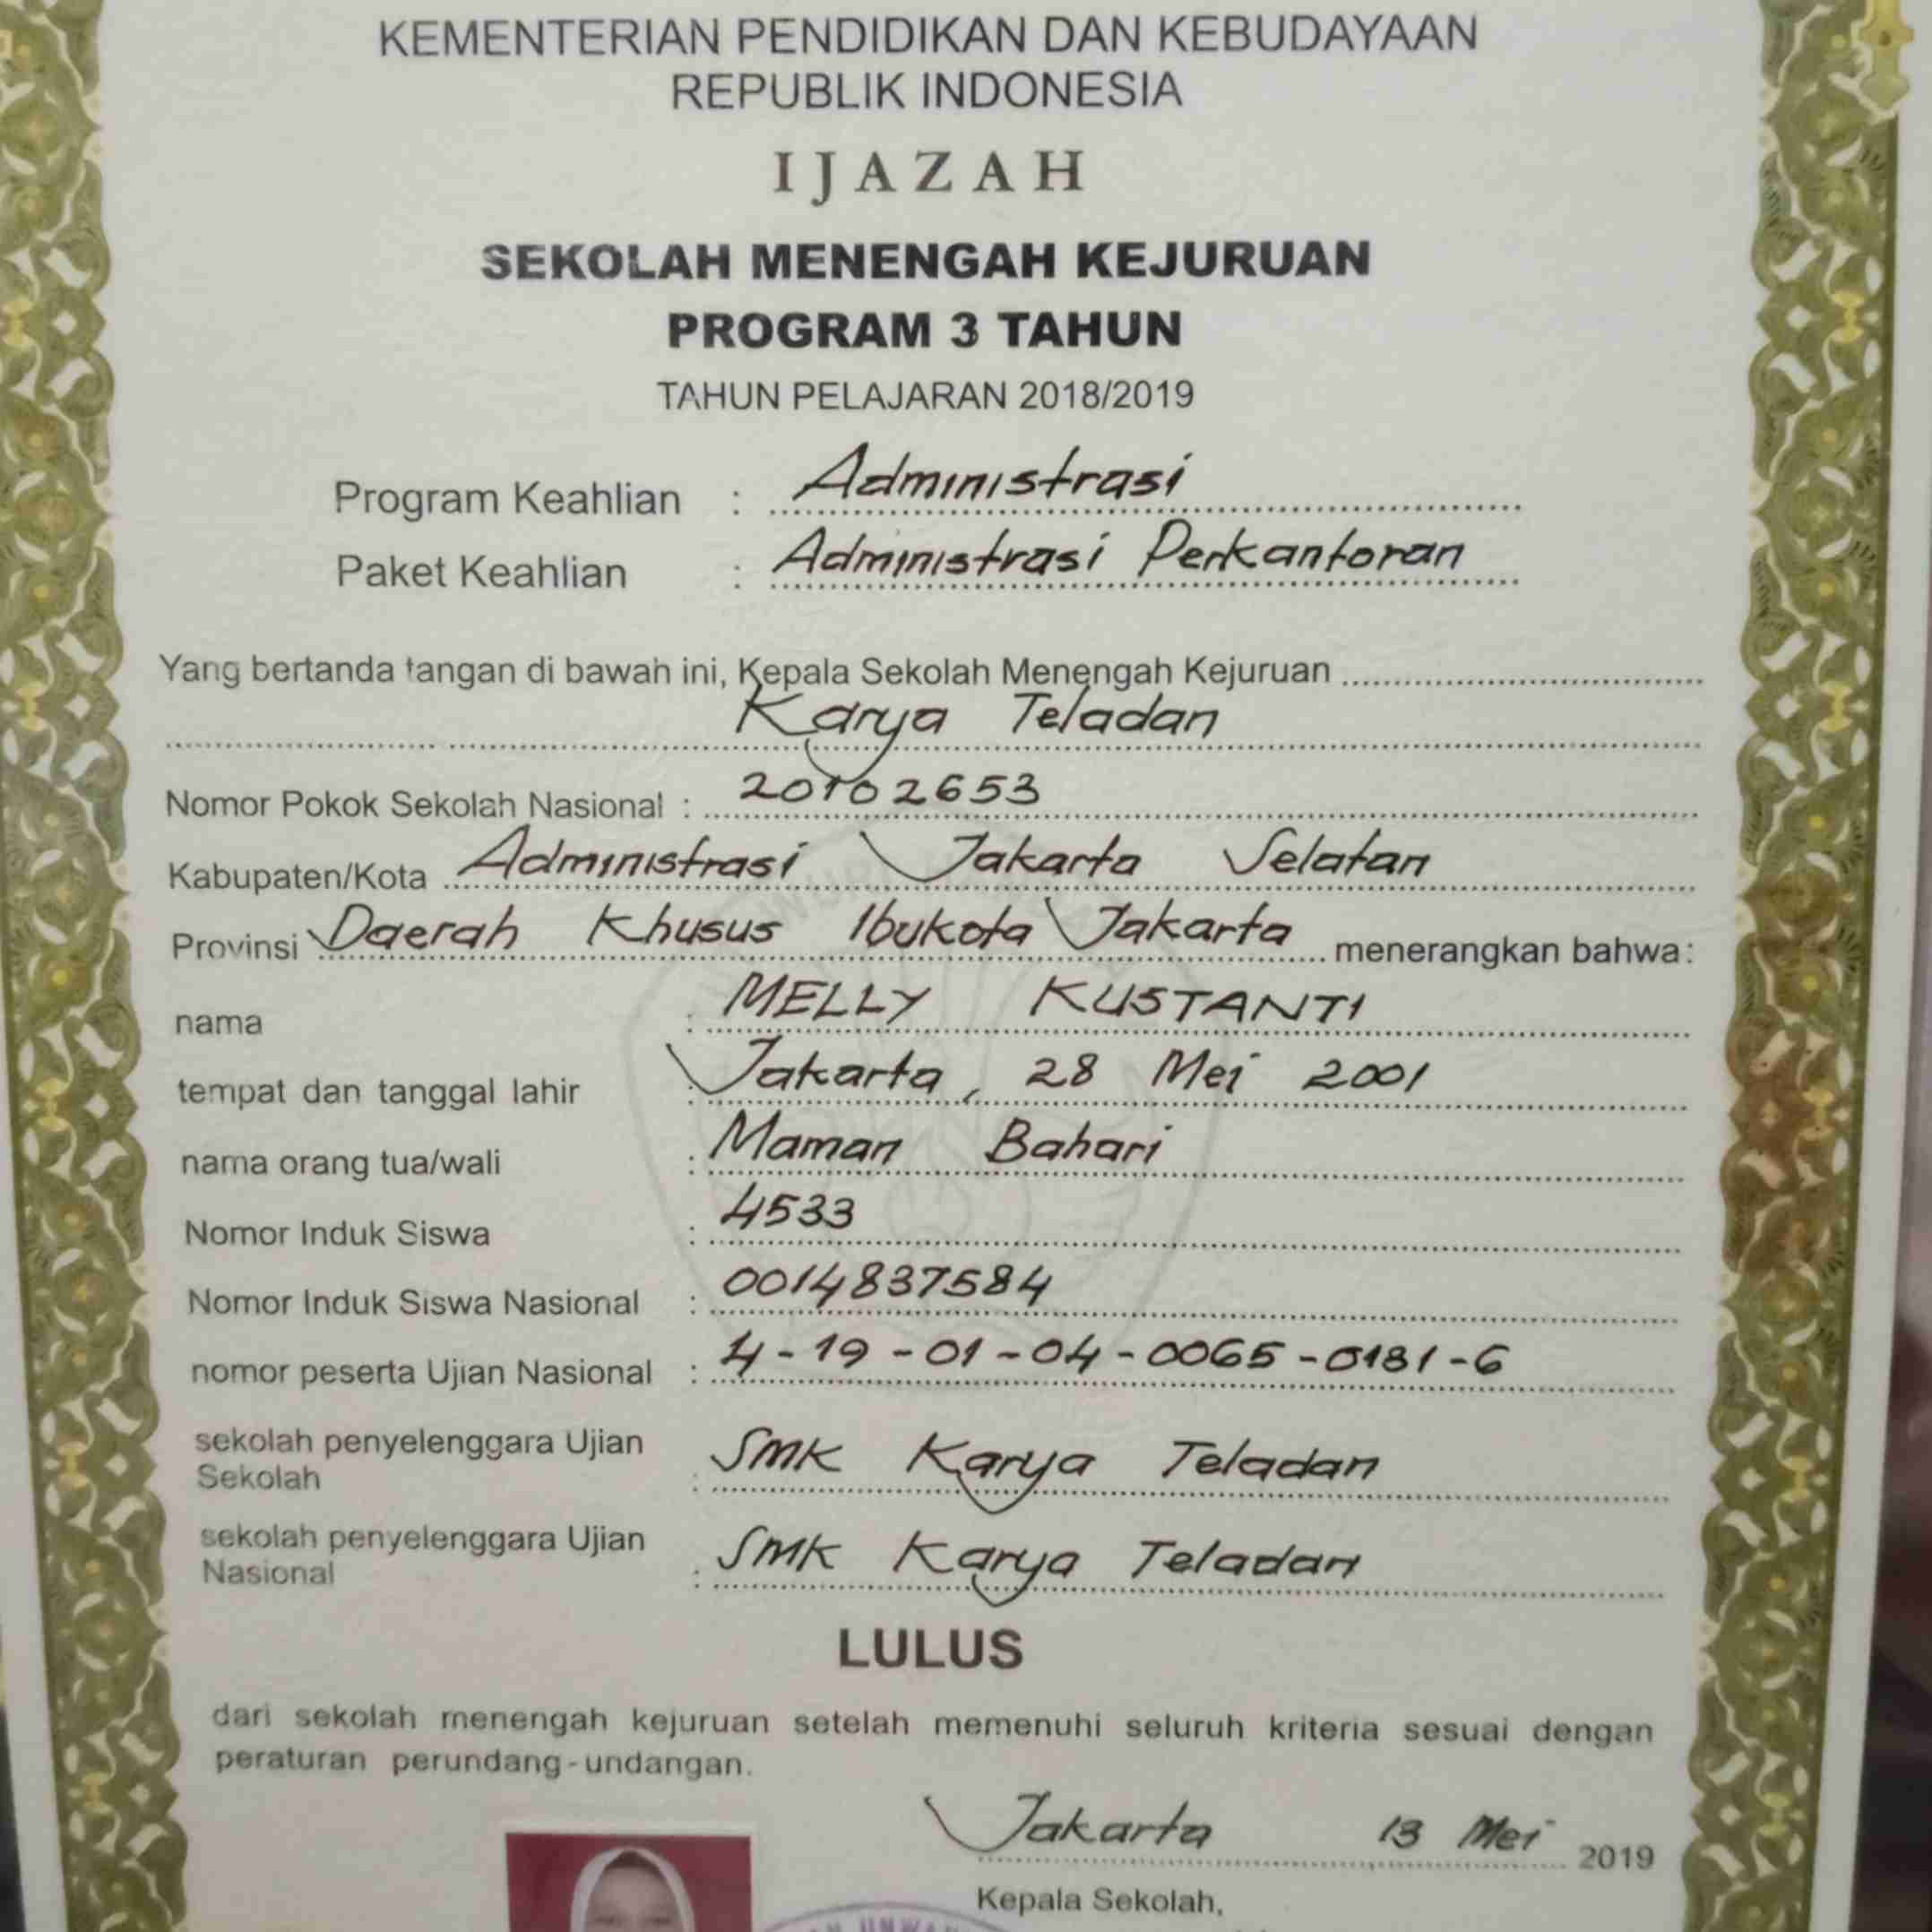 KEMENTERIAN PENDIDIKAN DAN KEBUDAYAAN
REPUBLIK INDONESIA
IJAZAH
SEKOLAH MENENGAH KEJURUAN
PROGRAM 3 TAHUN
TAHUN PELAJARAN 2018/2019
Program Keahlian : Administrasi
Paket Keahlian : Administrasi Perkantoran
Yang bertanda tangan di bawah ini, Kepala Sekolah Menengah Kejuruan
Karya Teladan
Nomor Pokok Sekolah Nasional : 20102653
Kabupaten/Kota Administrasi Jakarta Selatan
Provinsi Daerah Khusus Ibukota Jakarta menerangkan bahwa:
nama : MELLY KUSTANTI
tempat dan tanggal lahir : Jakarta, 28 Mei 2001
nama orang tua/wali : Maman Bahari
Nomor Induk Siswa : 4533
Nomor Induk Siswa Nasional : 0014837584
nomor peserta Ujian Nasional : 4-19-01-04-0065-0181-6
sekolah penyelenggara Ujian
Sekolah : SMK Karya Teladan
sekolah penyelenggara Ujian
Nasional : SMK Karya Teladan
LULUS
dari sekolah menengah kejuruan setelah memenuhi seluruh kriteria sesuai dengan
peraturan perundang-undangan.
Jakarta 13 Mei 2019
Kepala Sekolah,